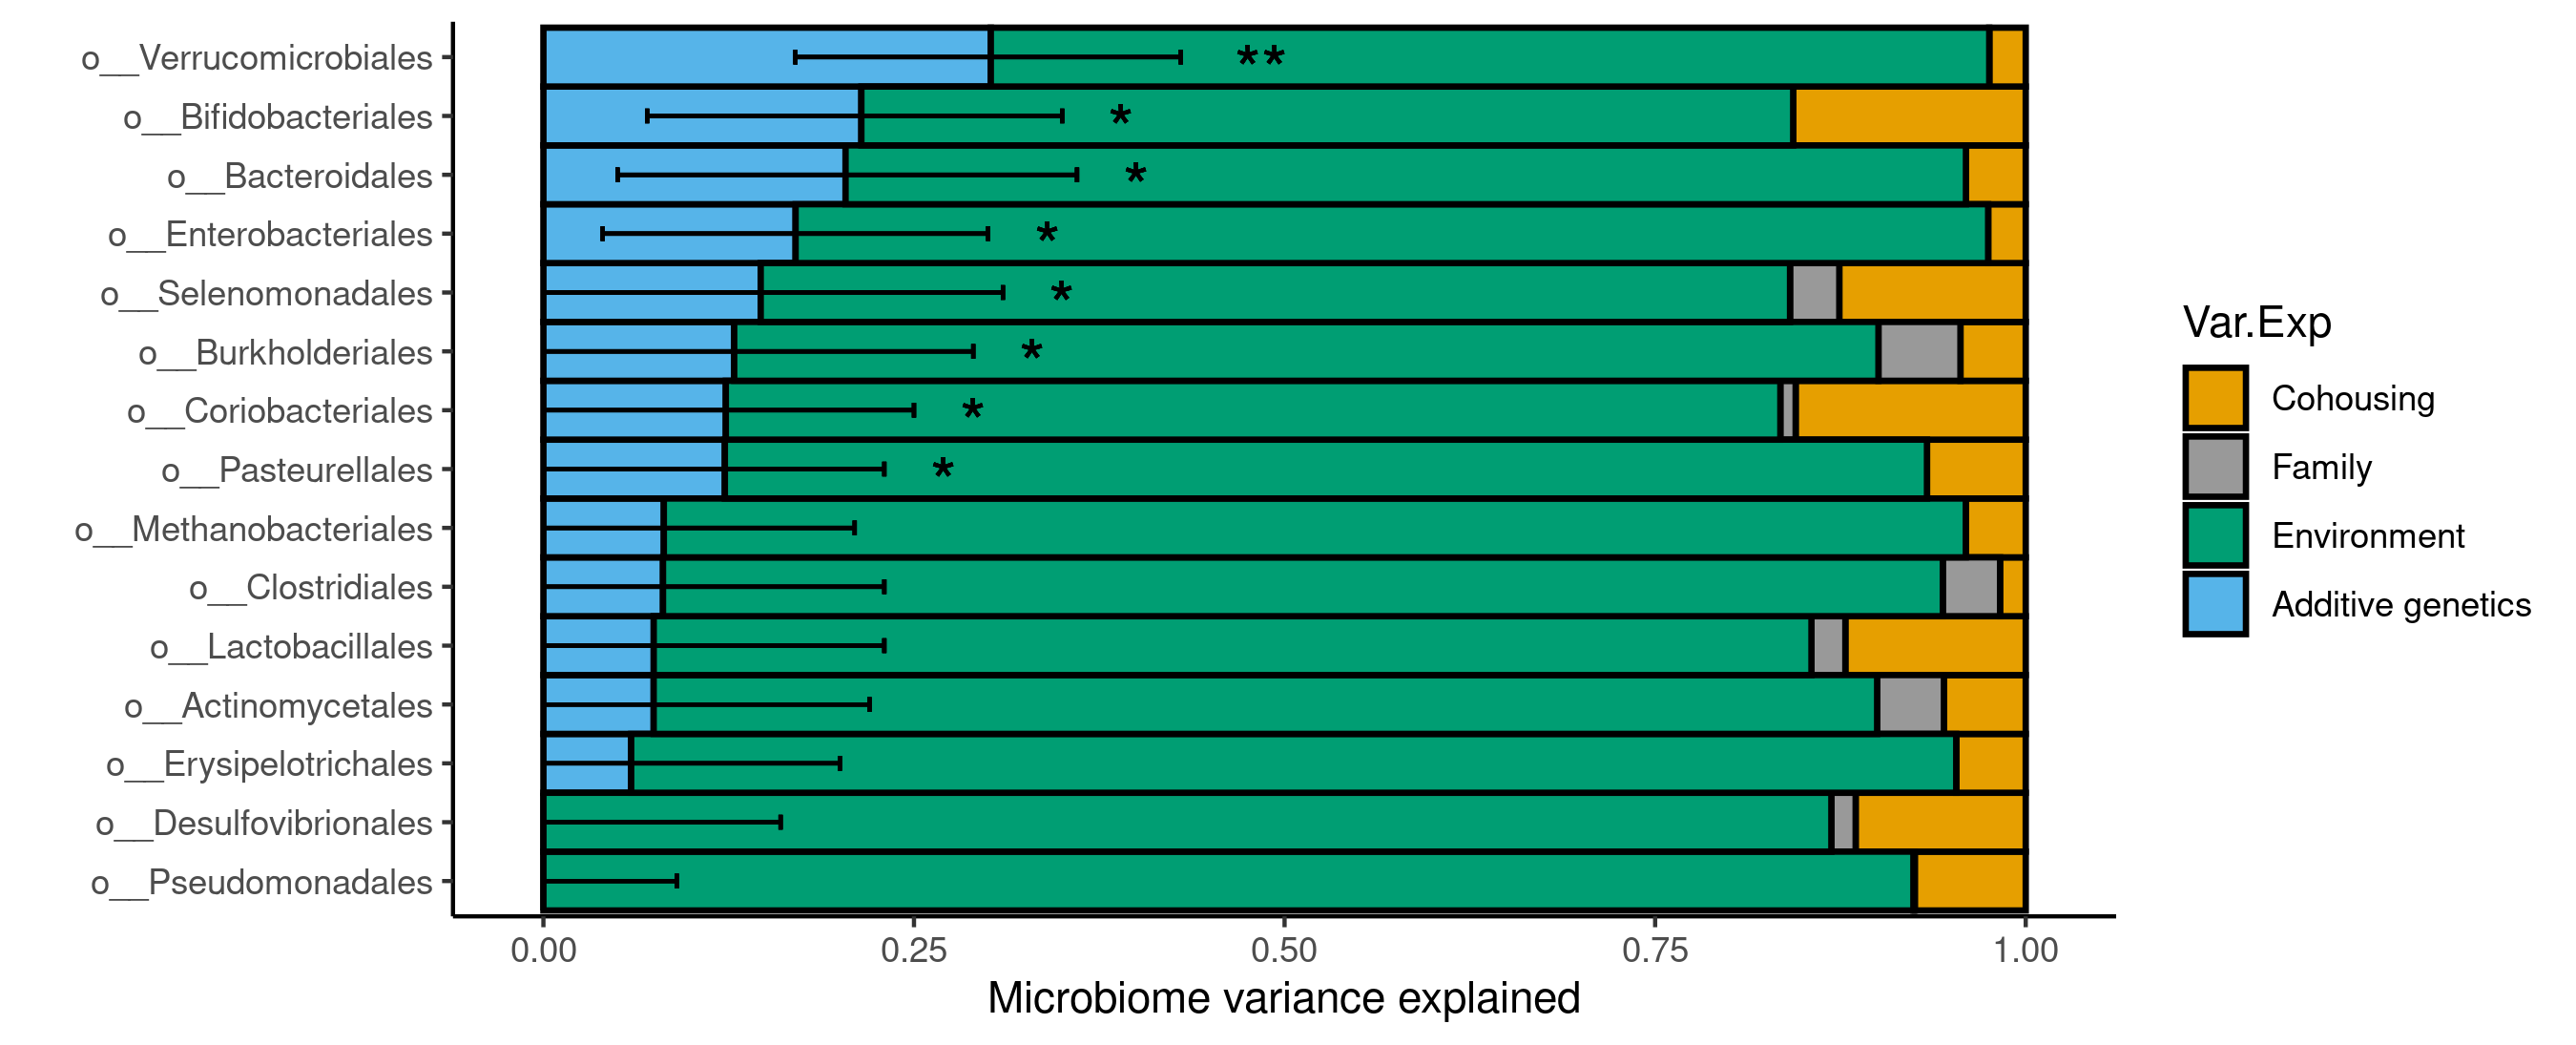 o__Verrucomicrobiales
**
o__Bifidobacteriales
*
o__Bacteroidales
*
o__Enterobacteriales
*
o__Selenomonadales
*
o__Burkholderiales
*
o__Coriobacteriales
*
o__Pasteurellales
*
o__Methanobacteriales
o__Clostridiales
o__Lactobacillales
o__Actinomycetales
o__Erysipelotrichales
o__Desulfovibrionales
o__Pseudomonadales
0.00 0.25 0.50 0.75 1.00
Microbiome variance explained
Var.Exp
Cohousing
Family
Environment
Additive genetics